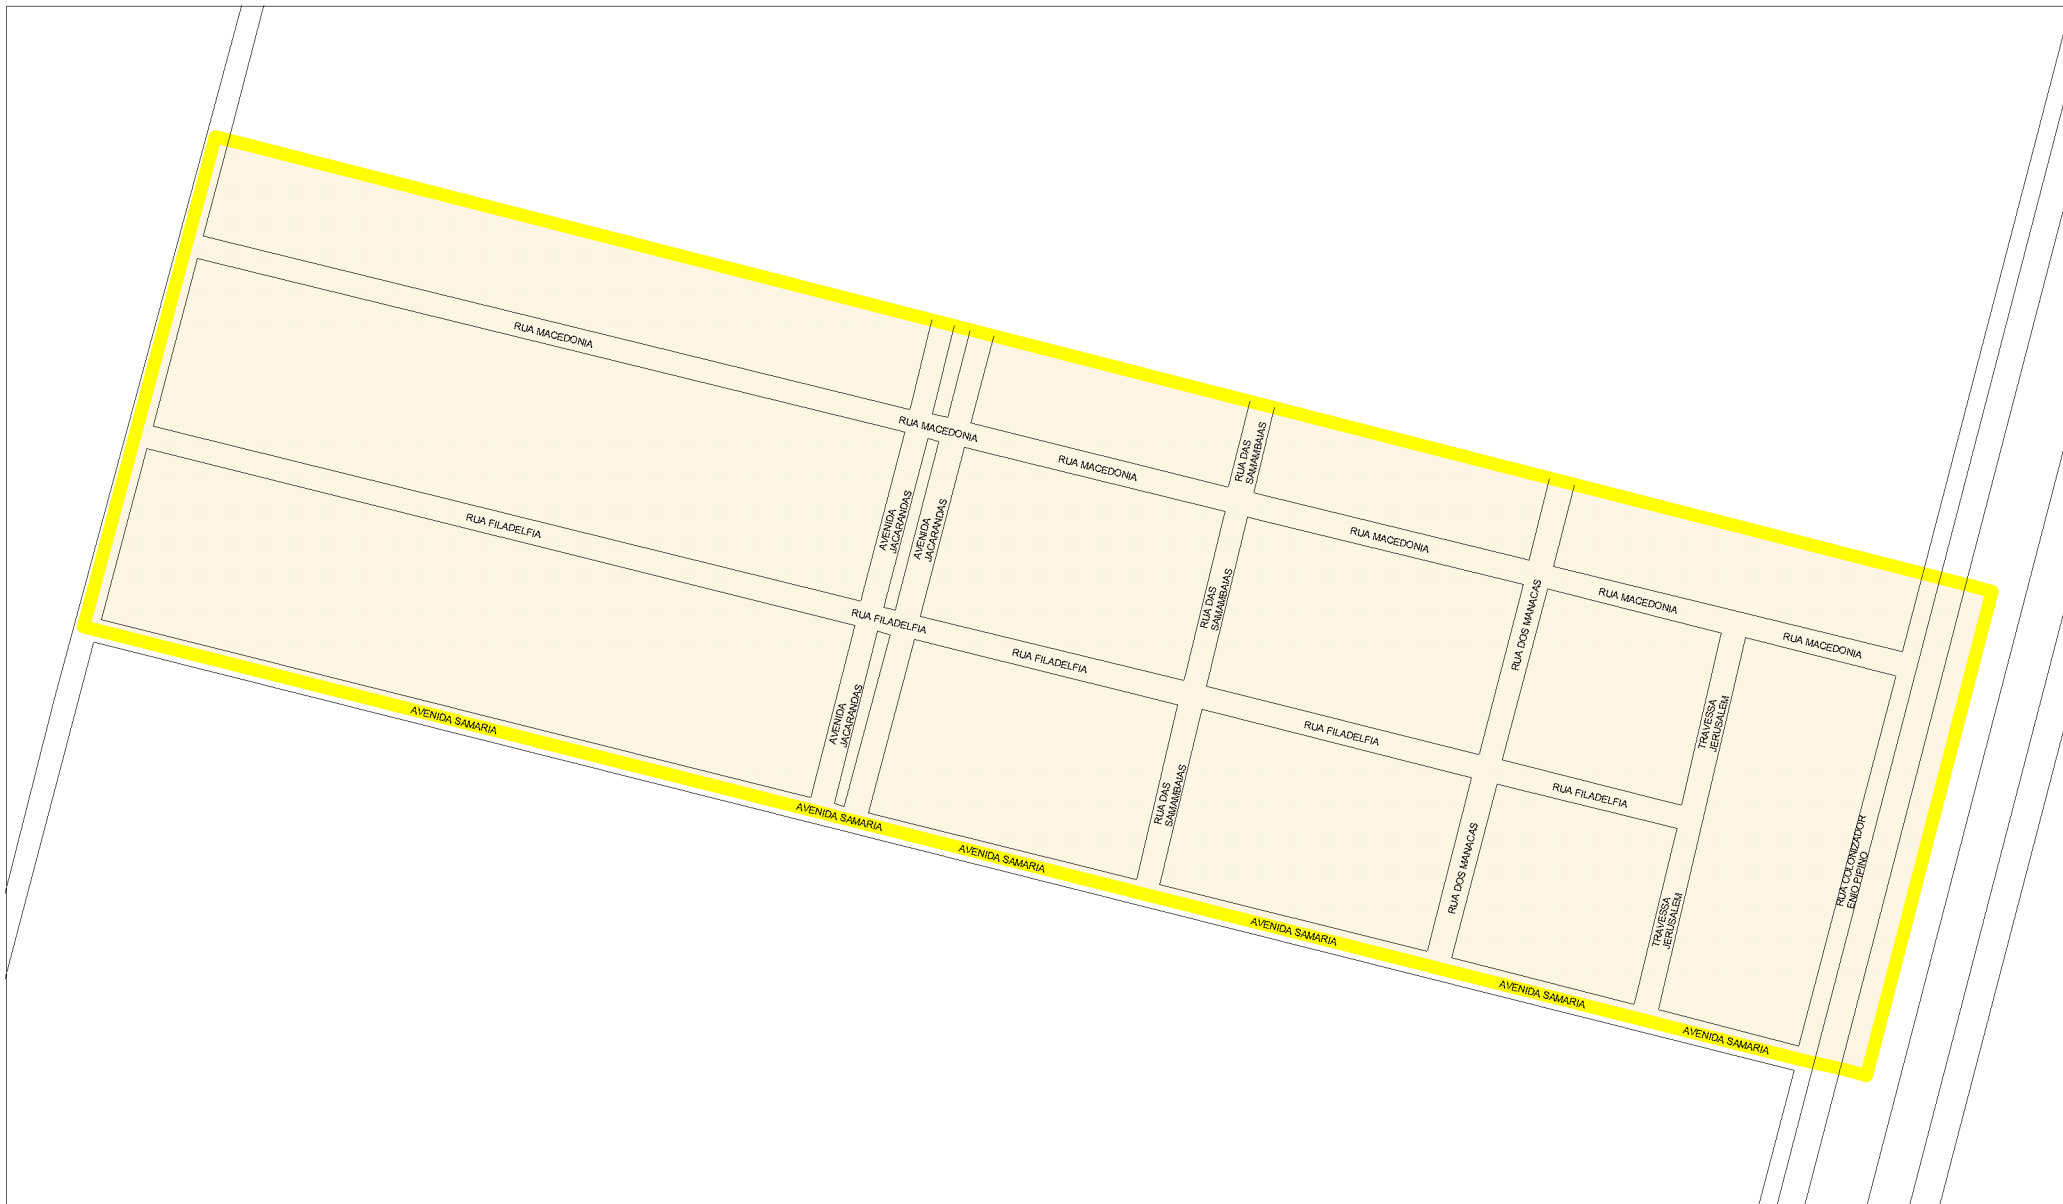 RUA MACEDONIA
RUA MACEDONIA
RUA MACEDONIA
RUA DAS
SAMAMBAIAS
RUA MACEDONIA
RUA MACEDONIA
RUA MACEDONIA
RUA FILADELFIA
AVENIDA
JACARANDAS
AVENIDA
JACARANDAS
RUA DAS
SAMAMBAIAS
RUA DOS MANACAS
RUA FILADELFIA
RUA FILADELFIA
RUA FILADELFIA
RUA FILADELFIA
TRAVESSA
JERUSALEM
AVENIDA
JACARANDAS
RUA DAS
SAMAMBAIAS
RUA DOS MANACAS
TRAVESSA
JERUSALEM
RUA COLONIZADOR
ENIO PIPINO
AVENIDA SAMARIA
AVENIDA SAMARIA
AVENIDA SAMARIA
AVENIDA SAMARIA
AVENIDA SAMARIA
AVENIDA SAMARIA